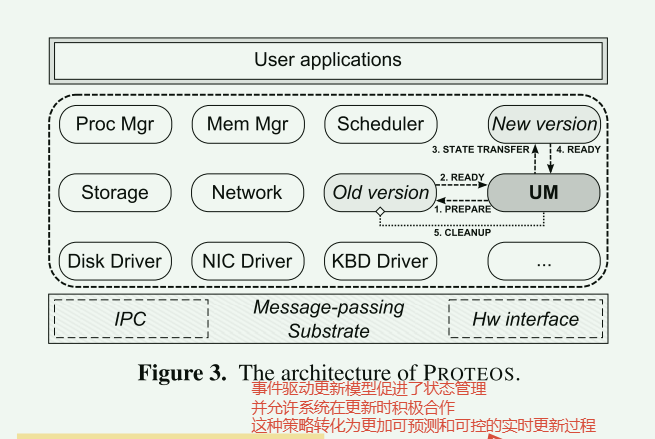 User applications
Proc Mgr
Mem Mgr
Scheduler
New version
3. STATE TRANSFER
4. READY
Storage
Network
Old version
2. READY
1. PREPARE
UM
5. CLEANUP
Disk Driver
NIC Driver
KBD Driver
...
IPC
Message-passing
Substrate
Hw interface
Figure 3. The architecture of PROTEOS.
事件驱动更新模型促进了状态管理
并允许系统在更新时积极合作
这种策略转化为更加可预测和可控的实时更新过程